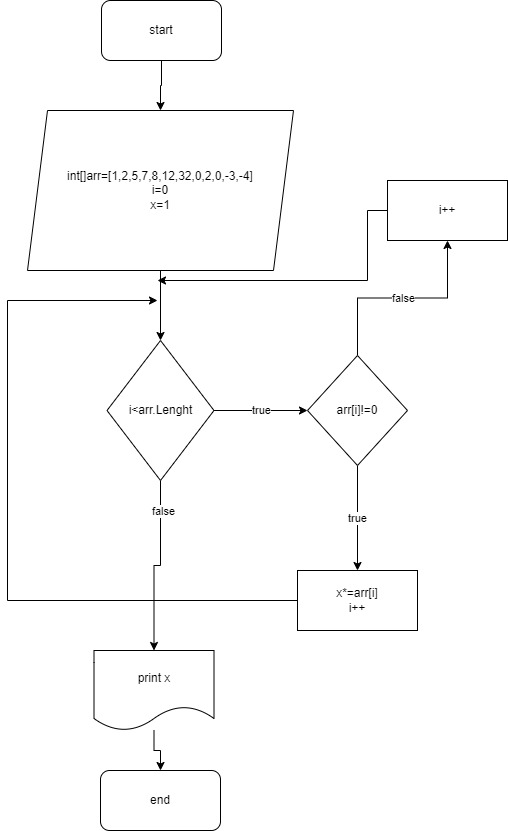 start
int[]arr=[1,2,5,7,8,12,32,0,2,0,-3,-4]
i=0
x=1
i++
false
i<arr.Lenght
true
arr[i]!=0
false
true
x*=arr[i]
i++
print x
end